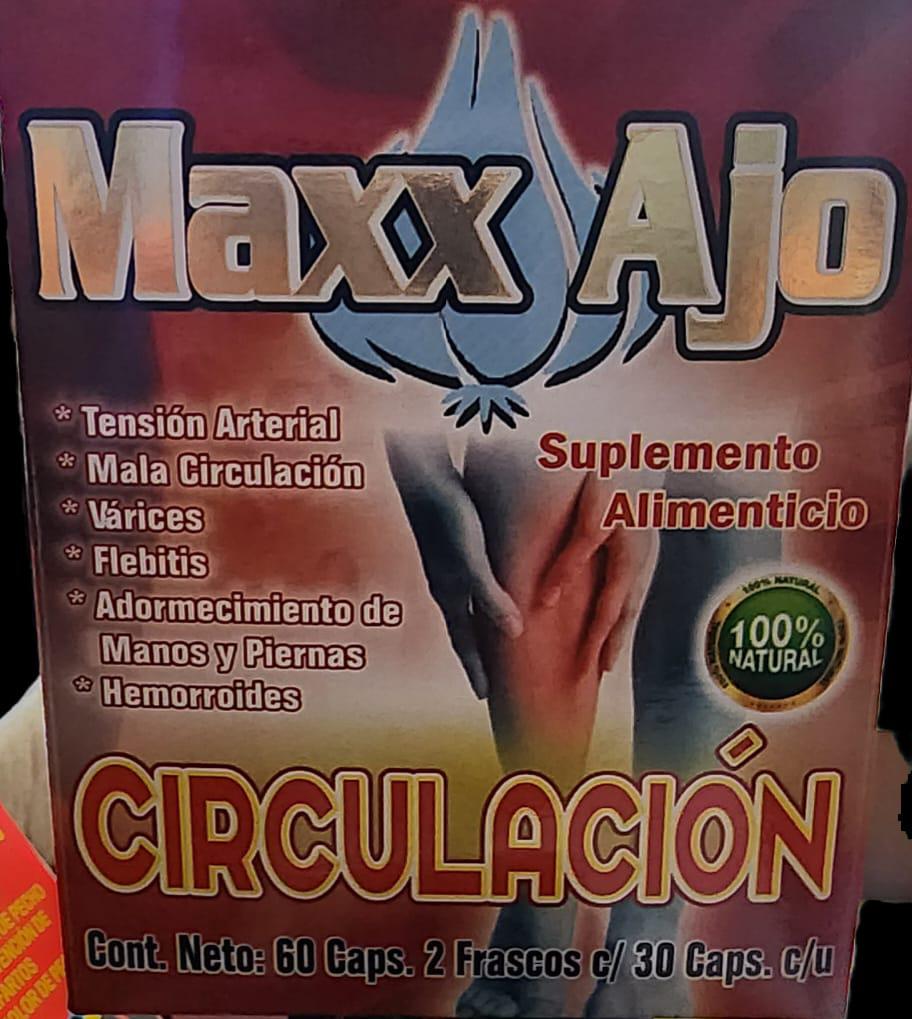 Maxx Ajo
* Tensión Arterial
* Mala Circulación
* Várices
* Flebitis
* Adormecimiento de
Manos y Piernas
* Hemorroides
Suplemento
Alimenticio
100% NATURAL
100%
NATURAL
CIRCULACIÓN
Cont. Neto: 60 Caps. 2 Frascos c/ 30 Caps. c/u